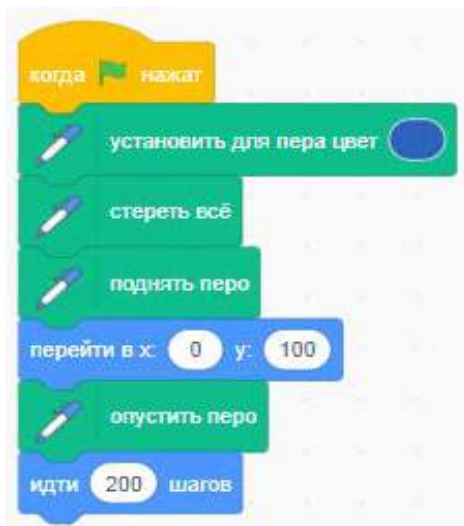 когда нажат
установить для пера цвет
стереть всё
поднять перо
перейти в x: 0 y: 100
опустить перо
идти 200 шагов